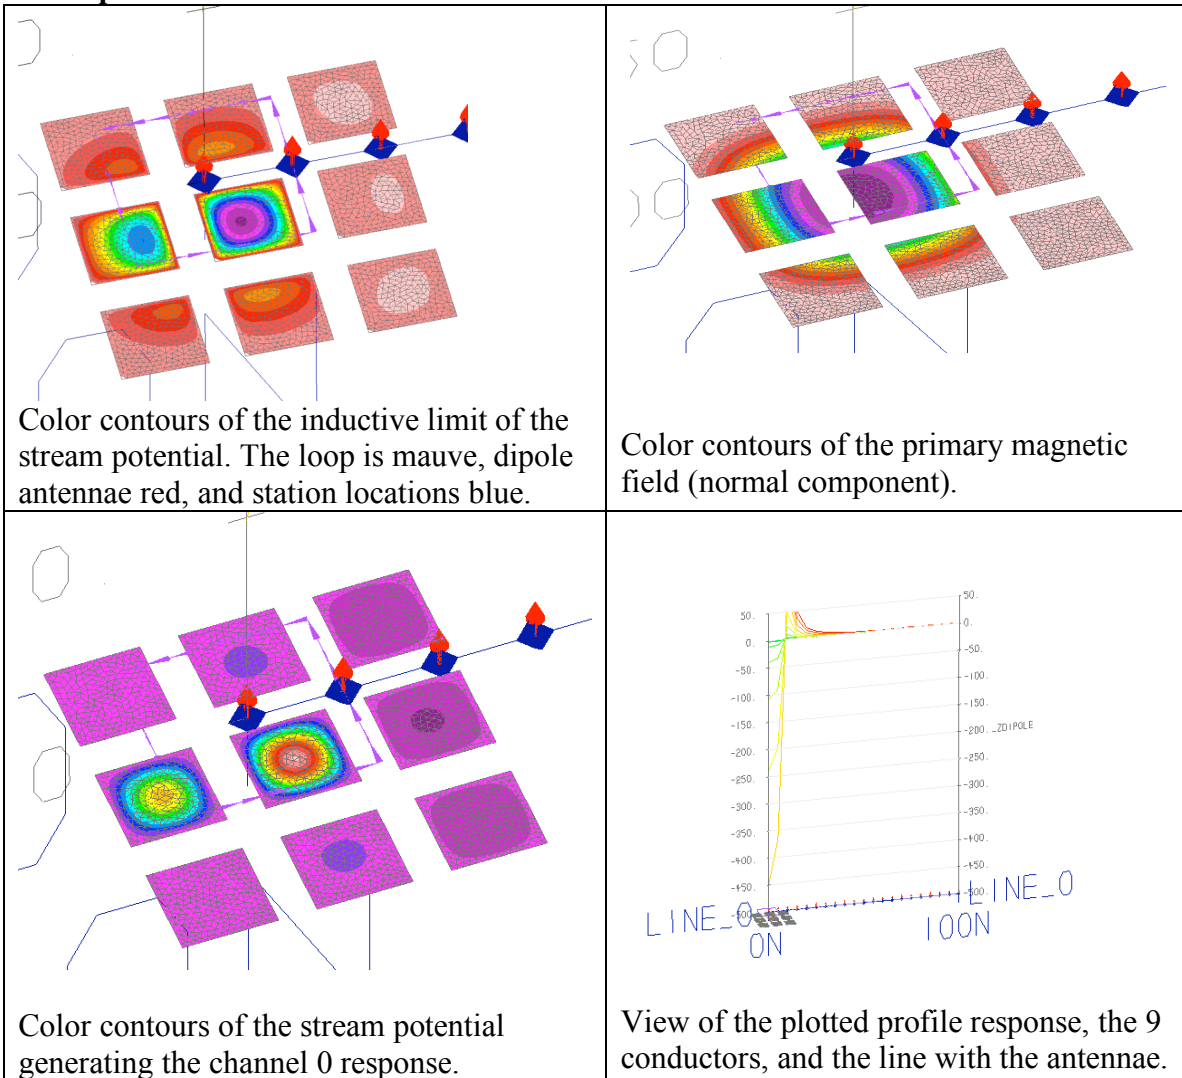 Color contours of the inductive limit of the
stream potential. The loop is mauve, dipole
antennae red, and station locations blue.
Color contours of the primary magnetic
field (normal component).
Color contours of the stream potential
generating the channel 0 response.
50.
0.
-50.
-100.
-150.
-200.
-250.
-300.
-350.
-400.
-450.
-500.
50.
0.
-50.
-100.
-150.
-200.
-250.
-300.
-350.
-400.
-450.
-500.
_ZDIPOLE
LINE_0
LINE_0
0N
100N
View of the plotted profile response, the 9
conductors, and the line with the antennae.